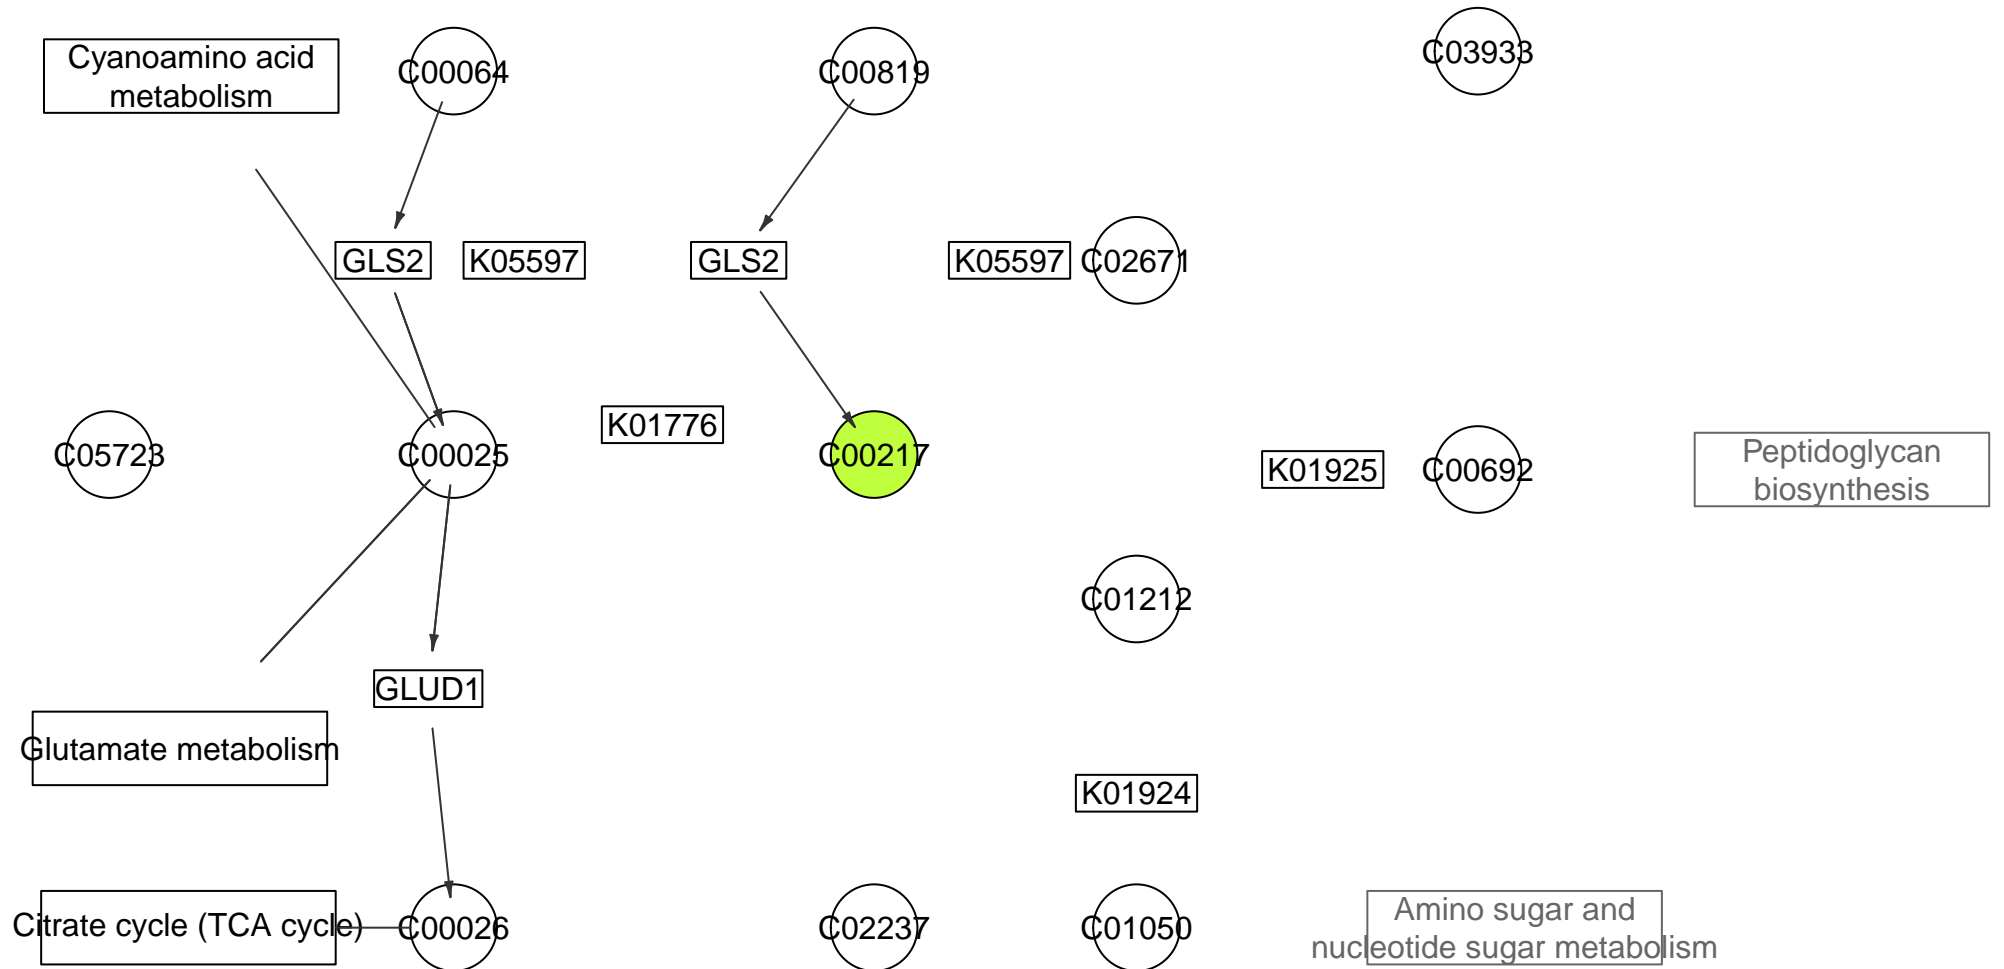 C03933
Cyanoamino acid
metabolism
C00064
C00819
GLS2
K05597
GLS2
K05597
C02671
K01776
C05723
C00025
C00217
K01925
C00692
Peptidoglycan
biosynthesis
C01212
GLUD1
Glutamate metabolism
K01924
Citrate cycle (TCA cycle)
C00026
C02237
C01050
Amino sugar and
nucleotide sugar metabolism